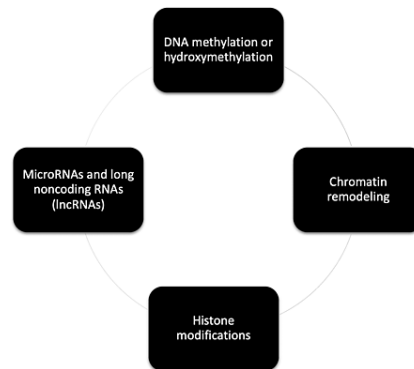 DNA methylation or
hydroxymethylation
MicroRNAs and long
noncoding RNAs
(lncRNAs)
Chromatin
remodeling
Histone
modifications